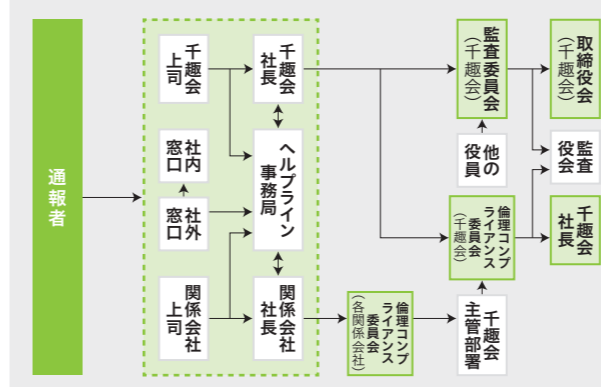 通報者
千趣会
上司
社内
窓口
社外
窓口
関係会社
上司
千趣会
社長
ヘルプライン
事務局
関係会社
社長
倫理コンプ
ライアンス
委員会
（各関係会社）
監査委員会
（千趣会）
他の
役員
倫理コンプ
ライアンス
委員会
（千趣会）
千趣会
主管部署
取締役会
（千趣会）
監査
役会
千趣会
社長